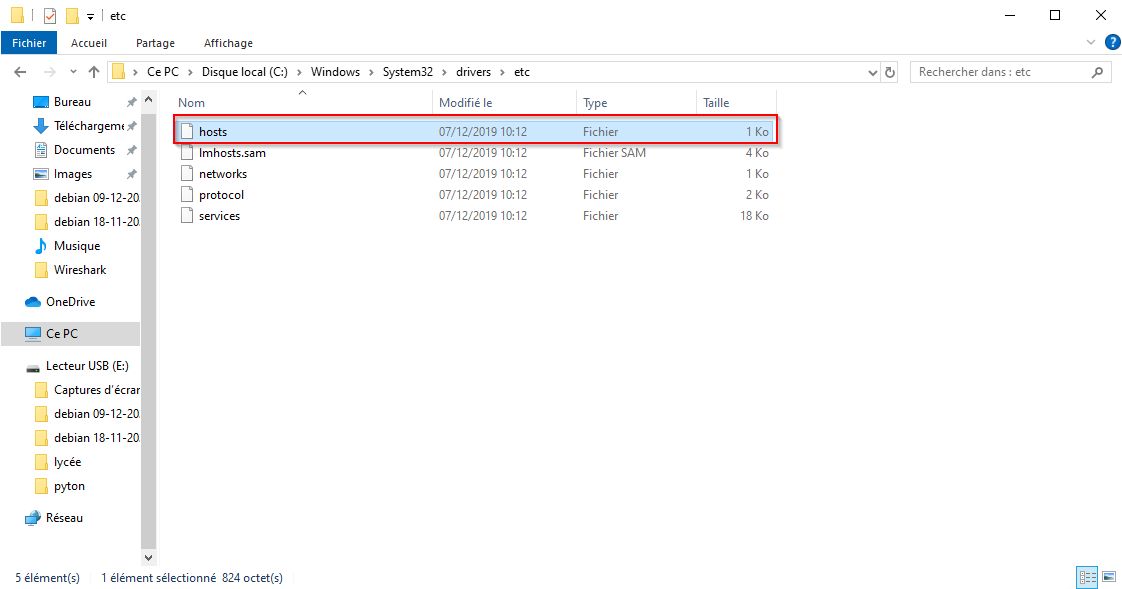 etc
Fichier Accueil Partage Affichage
Ce PC Disque local (C:) Windows System32 drivers etc
Rechercher dans : etc
Bureau
Téléchargeme
Documents
Images
debian 09-12-20
debian 18-11-20
Musique
Wireshark
OneDrive
Ce PC
Lecteur USB (E:)
Captures d'écrar
debian 09-12-20
debian 18-11-20
lycée
pyton
Réseau
Nom Modifié le Type Taille
hosts 07/12/2019 10:12 Fichier 1 Ko
lmhosts.sam 07/12/2019 10:12 Fichier SAM 4 Ko
networks 07/12/2019 10:12 Fichier 1 Ko
protocol 07/12/2019 10:12 Fichier 2 Ko
services 07/12/2019 10:12 Fichier 18 Ko
5 élément(s) 1 élément sélectionné 824 octet(s)